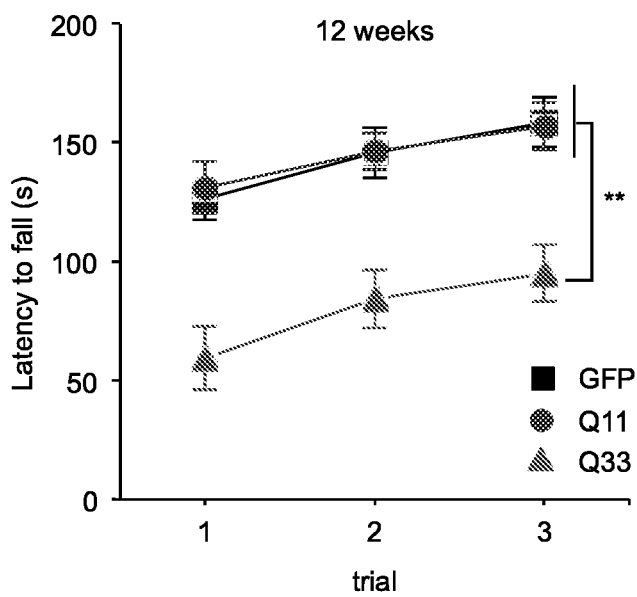 12 weeks
Latency to fall (s)
200
150
100
50
0
**
GFP
Q11
Q33
1 2 3
trial